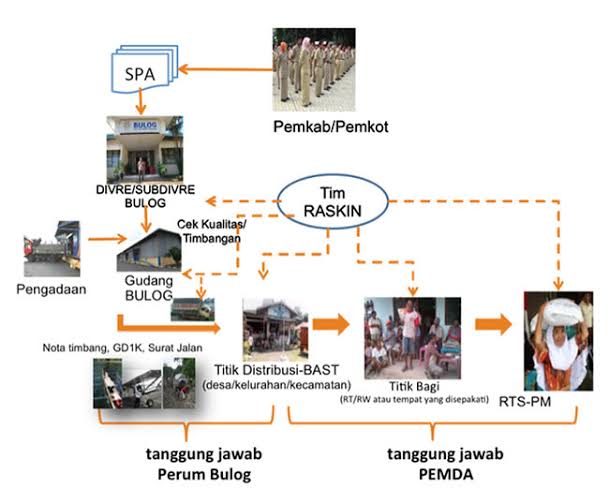 SPA
Pemkab/Pemkot
BULOG
DIVRE/SUBDIVRE
BULOG
Tim
RASKIN
Cek Kualitas/
Timbangan
Pengadaan
Gudang
BULOG
Nota timbang, GD1K, Surat Jalan
Titik Distribusi-BAST
(desa/kelurahan/kecamatan)
Titik Bagi
(RT/RW atau tempat yang disepakati)
RTS-PM
tanggung jawab
Perum Bulog
tanggung jawab
PEMDA